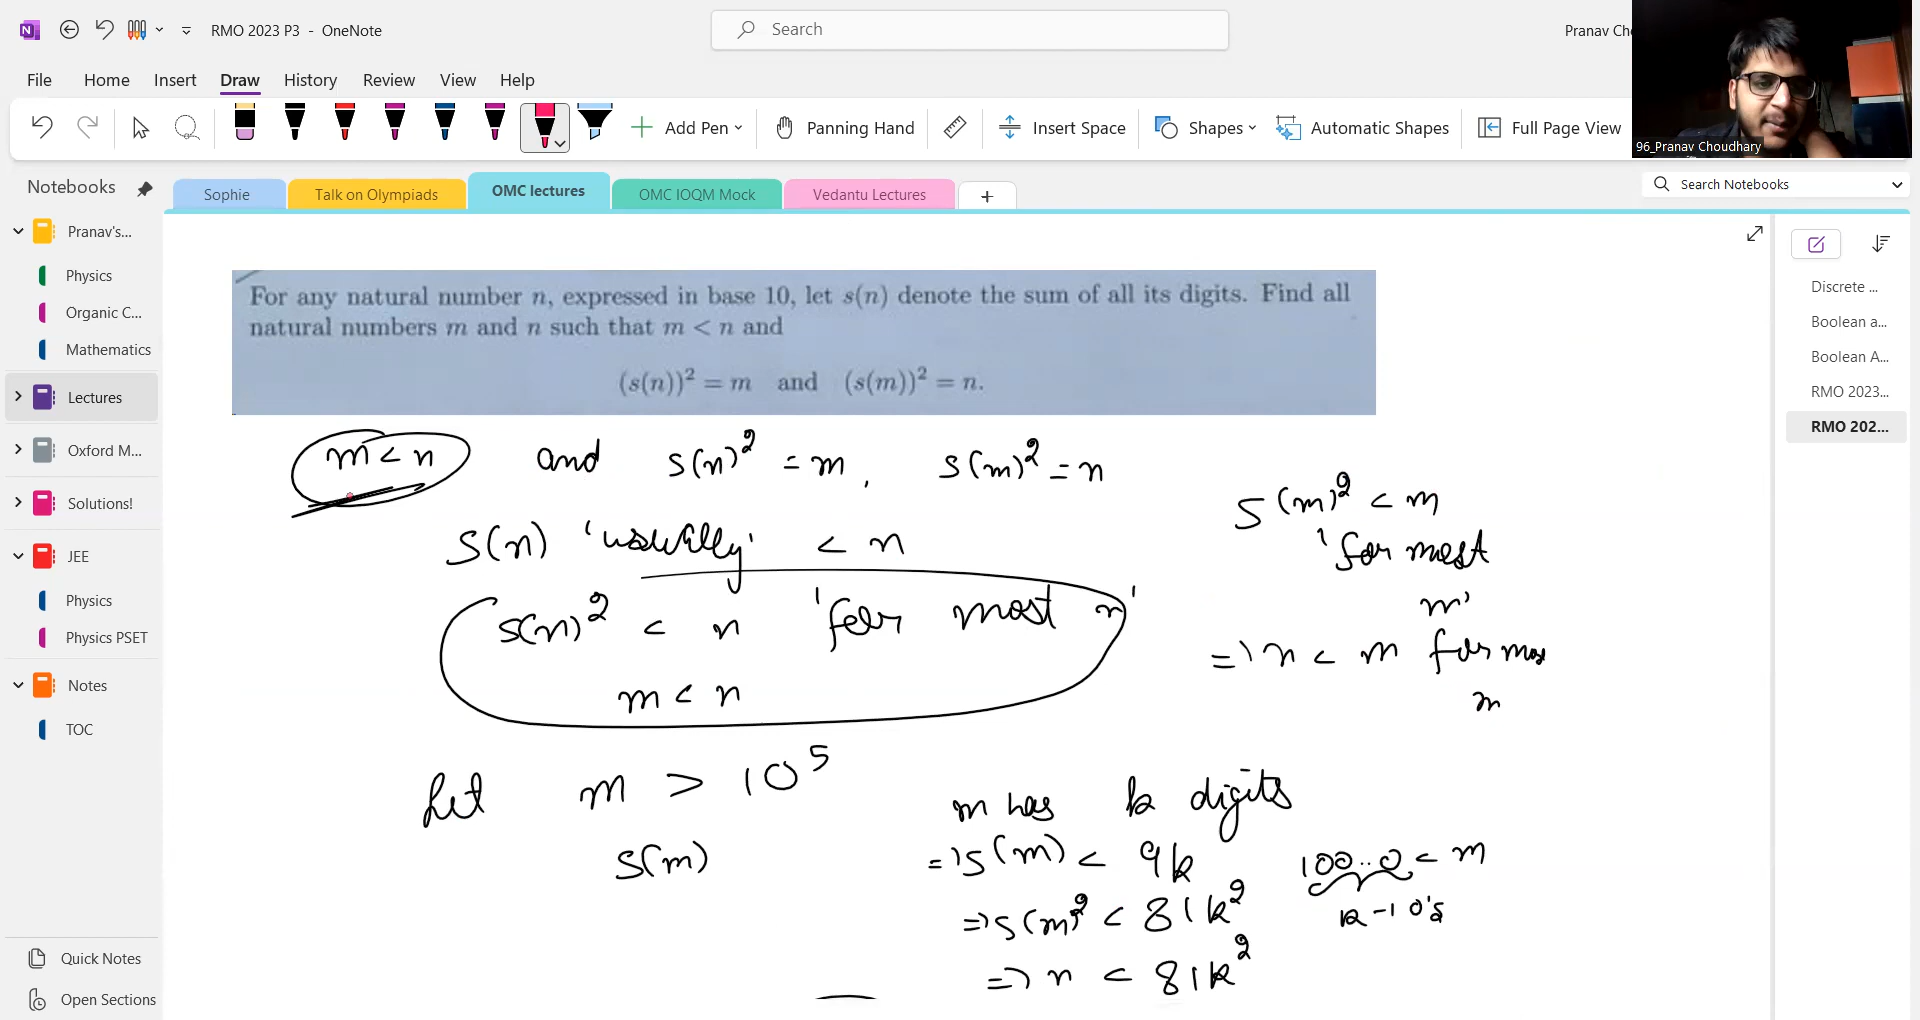 RMO 2023 P3 - OneNote
Search
Pranav Cho
File Home Insert Draw History Review View Help
Add Pen
Panning Hand
Insert Space
Shapes
Automatic Shapes
Full Page View
96_Pranav Choudhary
Notebooks
Sophie
Talk on Olympiads
OMC lectures
OMC IOQM Mock
Vedantu Lectures
Search Notebooks
Pranav's...
Physics
Organic C...
Mathematics
Lectures
Oxford M...
Solutions!
JEE
Physics
Physics PSET
Notes
TOC
Quick Notes
Open Sections
For any natural number n, expressed in base 10, let s(n) denote the sum of all its digits. Find all
natural numbers m and n such that m < n and
(s(n))² = m and (s(m))² = n.
m < n and s(n)² = m, s(m)² = n
s(n) 'usually' < n
s(n)² < n 'for most n'
m < n
s(m)² < m
'for most
m'
=> n < m for mos
m
Let m > 10⁵
s(m)
m has k digits
=> s(m) < 9k
100..0 < m
k-1 0's
=> s(m)² < 81k²
=> n < 81k²
Discrete ...
Boolean a...
Boolean A...
RMO 2023...
RMO 202...